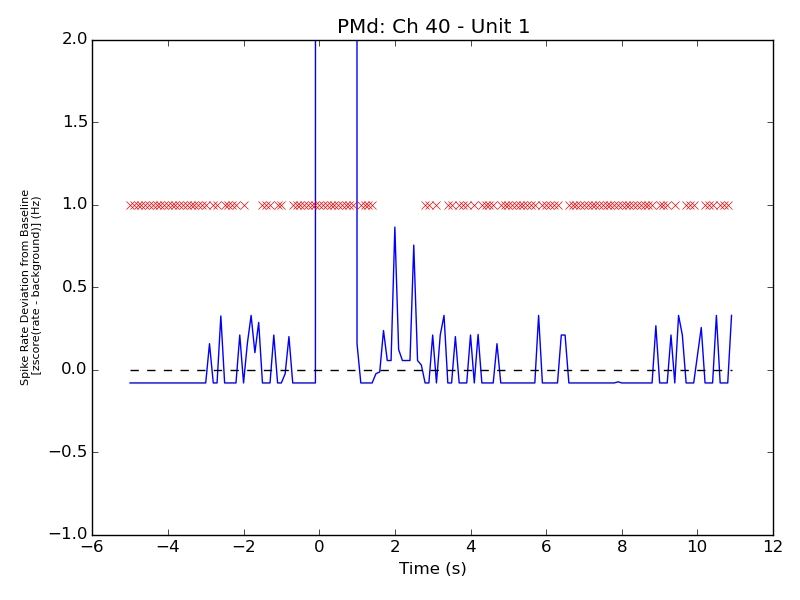 PMd: Ch 40 - Unit 1
2.0
1.5
1.0
0.5
0.0
−0.5
−1.0
Spike Rate Deviation from Baseline
[zscore(rate - background)] (Hz)
−6 −4 −2 0 2 4 6 8 10 12
Time (s)